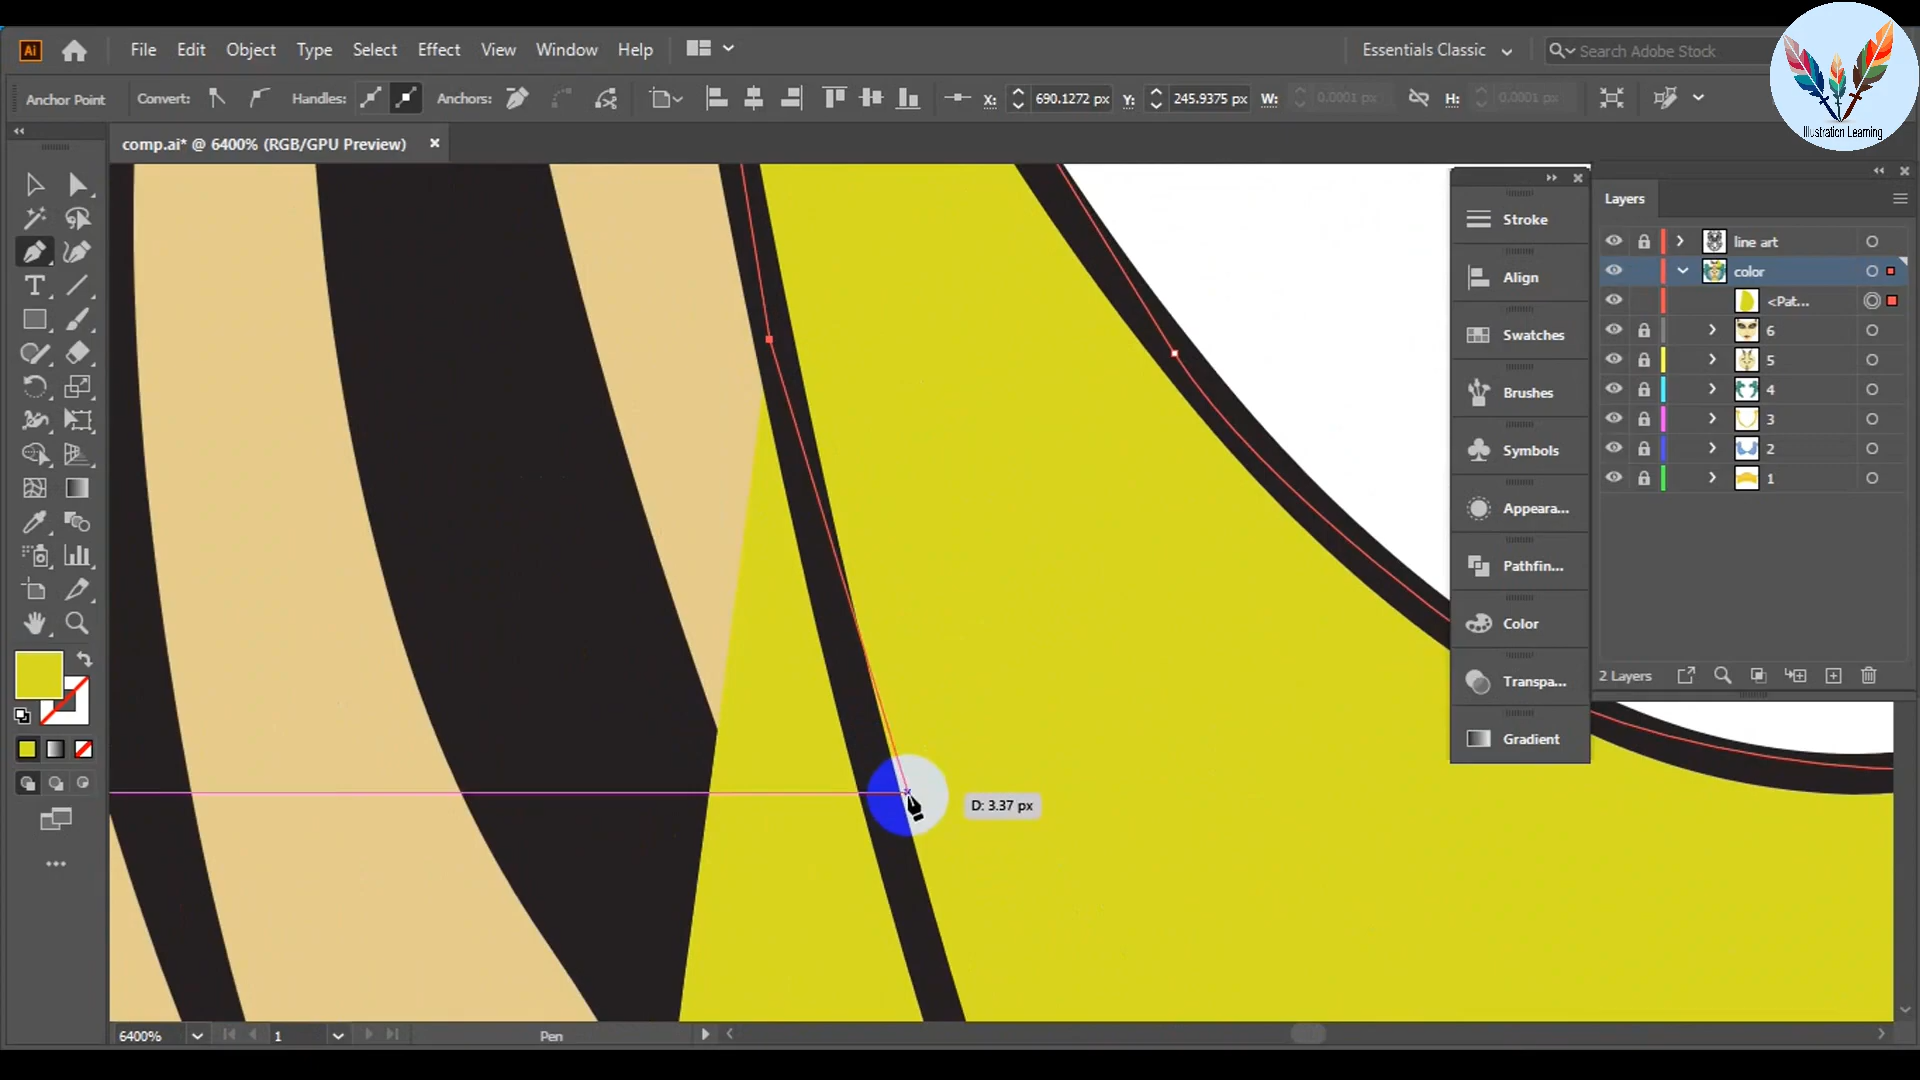 Ai File Edit Object Type Select Effect View Window Help Essentials Classic Search Adobe Stock
Anchor Point Convert: Handles: Anchors: X: 690.1272 px Y: 245.9375 px W: 0.0001 px H: 0.0001 px
Illustration Learning
comp.ai* @ 6400% (RGB/GPU Preview)
Layers
line art
color
<Pat...
6
5
4
3
2
1
2 Layers
Stroke
Align
Swatches
Brushes
Symbols
Appeara...
Pathfin...
Color
Transpa...
Gradient
D: 3.37 px
6400% 1 Pen